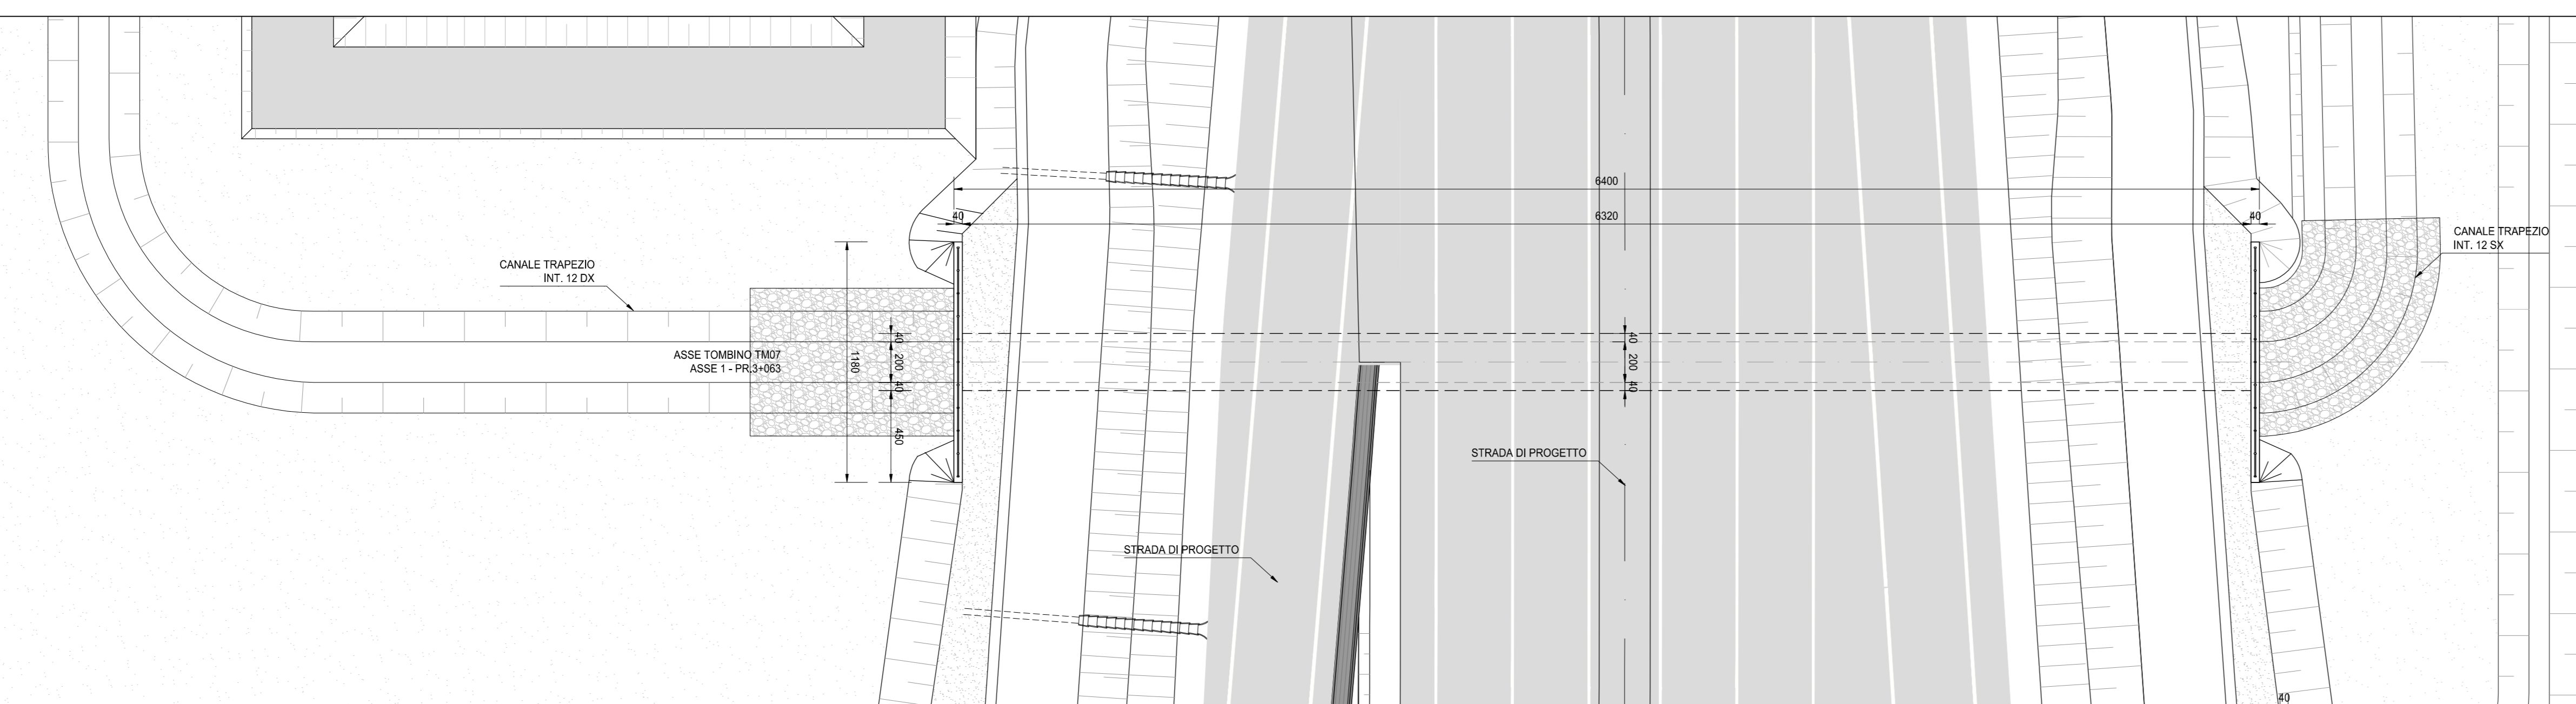 6400
40
6320
40
CANALE TRAPEZIO
INT. 12 SX
CANALE TRAPEZIO
INT. 12 DX
ASSE TOMBINO TM07
ASSE 1 - PR.3+063
1180
40
200
40
450
40
200
40
STRADA DI PROGETTO
STRADA DI PROGETTO
40